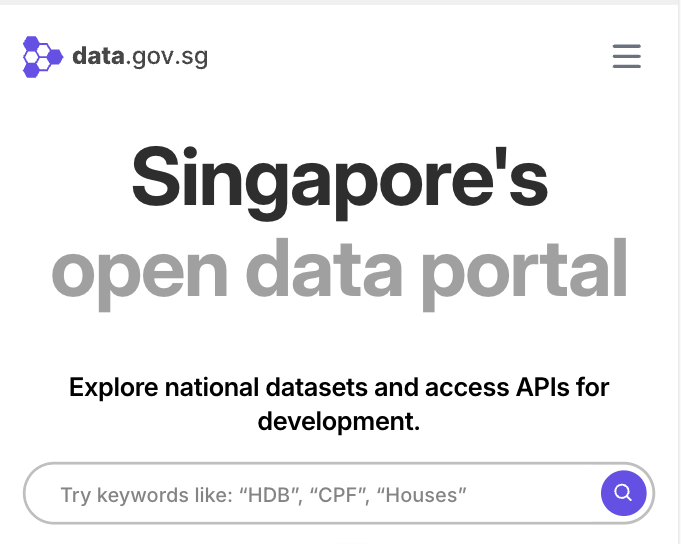 data.gov.sg
Singapore's
open data portal
Explore national datasets and access APIs for
development.
Try keywords like: “HDB”, “CPF”, “Houses”